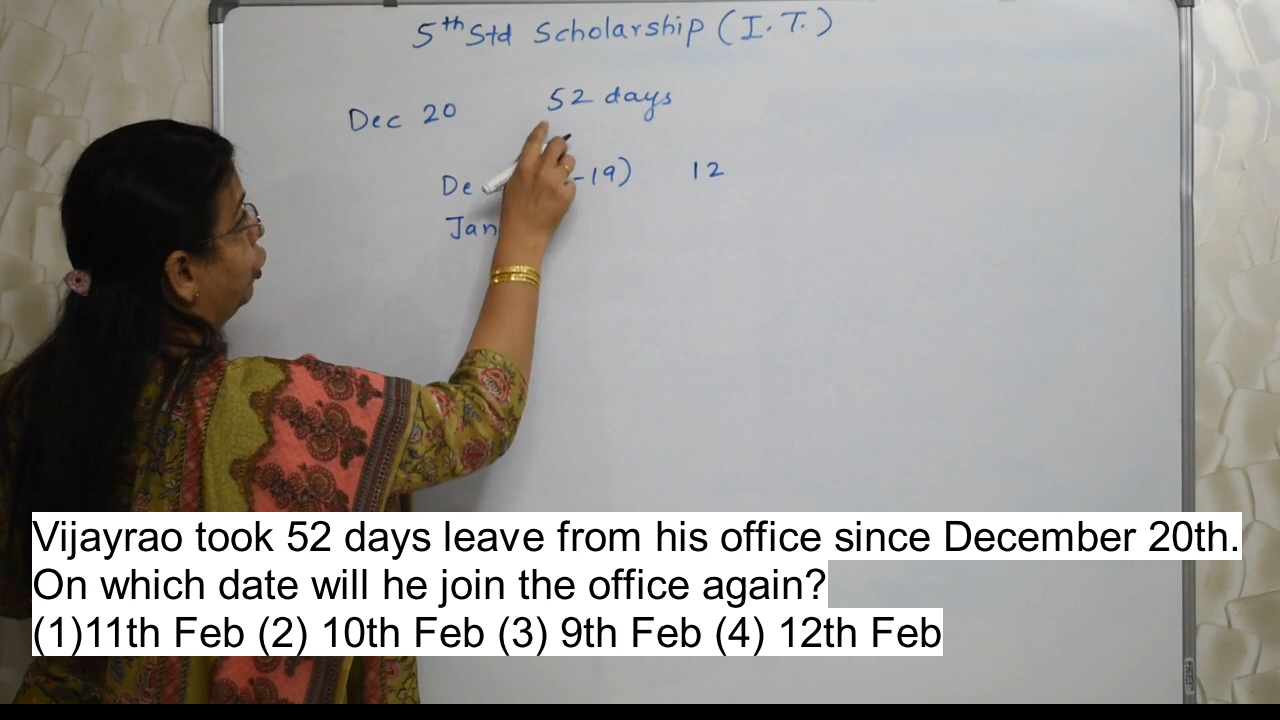 5th Std Scholarship (I. T.)
Dec 20 52 days
De -19) 12
Jan
Vijayrao took 52 days leave from his office since December 20th.
On which date will he join the office again?
(1)11th Feb (2) 10th Feb (3) 9th Feb (4) 12th Feb